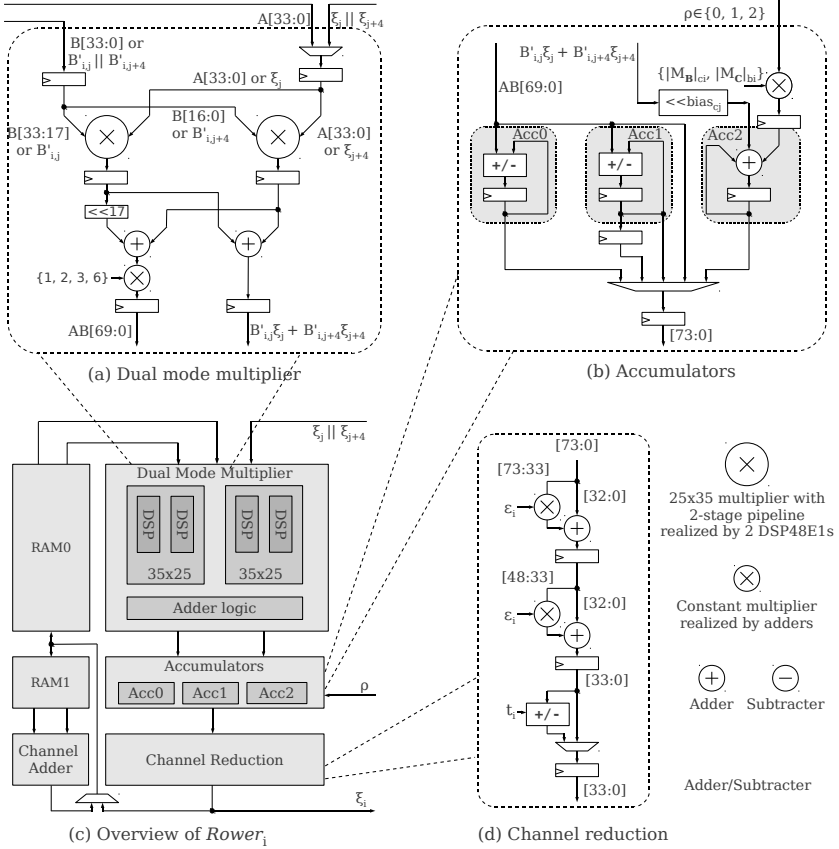 A[33:0]
ξj || ξj+4
B[33:0] or
B'i,j || B'i,j+4
A[33:0] or ξj
B[33:17]
or B'i,j
B[16:0]
or B'i,j+4
A[33:0]
or ξj+4
<<17
{1, 2, 3, 6}
AB[69:0]
B'i,jξj + B'i,j+4ξj+4
(a) Dual mode multiplier
ρ∈{0, 1, 2}
B'i,jξj + B'i,j+4ξj+4
AB[69:0]
{|MB|ci, |MC|bi}
<<biascj
Acc0
Acc1
Acc2
+/-
+/-
[73:0]
(b) Accumulators
ξj || ξj+4
RAM0
Dual Mode Multiplier
DSP
DSP
DSP
DSP
35x25
35x25
Adder logic
RAM1
Accumulators
Acc0
Acc1
Acc2
ρ
Channel
Adder
Channel Reduction
ξi
(c) Overview of Roweri
[73:0]
[73:33]
εi
[32:0]
[48:33]
εi
[32:0]
[33:0]
ti
+/-
[33:0]
(d) Channel reduction
25x35 multiplier with
2-stage pipeline
realized by 2 DSP48E1s
Constant multiplier
realized by adders
Adder
Subtracter
Adder/Subtracter